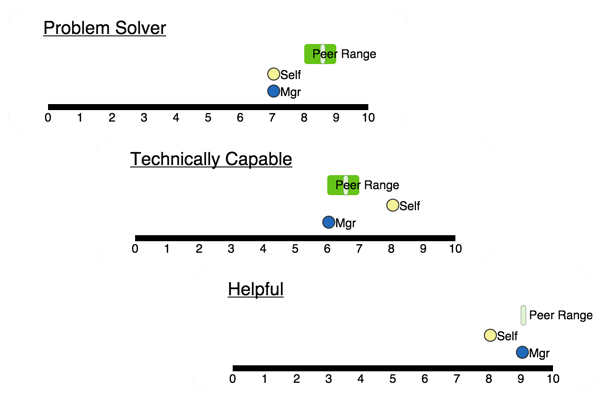 Problem Solver
Peer Range
Self
Mgr
0 1 2 3 4 5 6 7 8 9 10
Technically Capable
Peer Range
Self
Mgr
0 1 2 3 4 5 6 7 8 9 10
Helpful
Peer Range
Self
Mgr
0 1 2 3 4 5 6 7 8 9 10